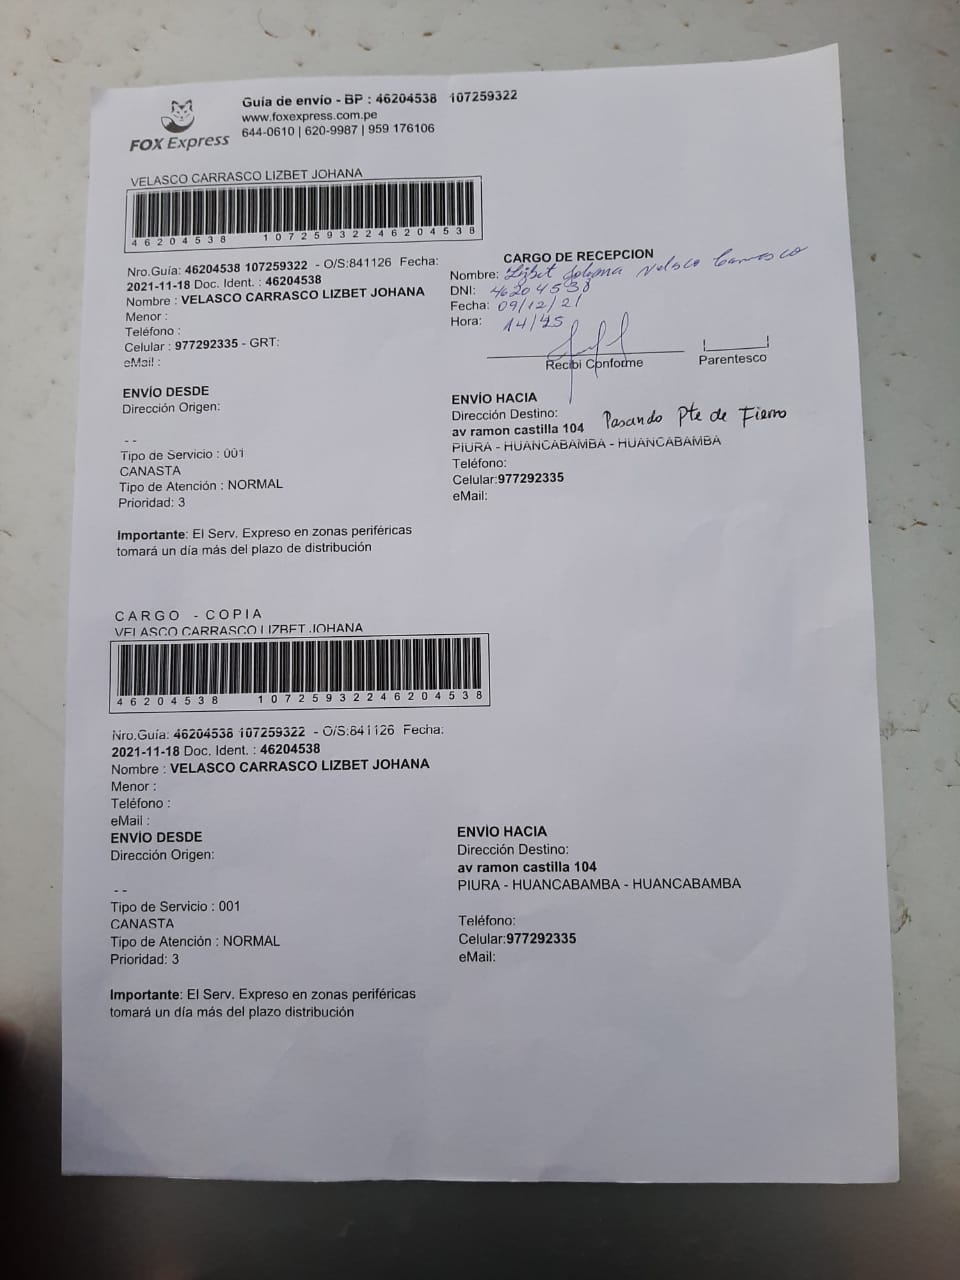 FOX Express
Guía de envío - BP : 46204538 107259322
www.foxexpress.com.pe
644-0610 | 620-9987 | 959 176106
VELASCO CARRASCO LIZBET JOHANA
46204538 10725932246204538
Nro.Guía: 46204538 107259322 - O/S:841126 Fecha:
2021-11-18 Doc. Ident. : 46204538
Nombre : VELASCO CARRASCO LIZBET JOHANA
Menor :
Teléfono :
Celular : 977292335 - GRT:
eMail :
CARGO DE RECEPCION
Nombre: Lizbet Johana Velasco Carrasco
DNI: 46204538
Fecha: 09/12/21
Hora: 14/45
Recibi Conforme
Parentesco
ENVÍO DESDE
Dirección Origen:
- -
Tipo de Servicio : 001
CANASTA
Tipo de Atención : NORMAL
Prioridad: 3
ENVÍO HACIA
Dirección Destino:
av ramon castilla 104 Pasando Pte de Fierro
PIURA - HUANCABAMBA - HUANCABAMBA
Teléfono:
Celular:977292335
eMail:
Importante: El Serv. Expreso en zonas periféricas
tomará un día más del plazo de distribución
CARGO - COPIA
VELASCO CARRASCO LIZBET JOHANA
46204538 10725932246204538
Nro.Guía: 46204538 107259322 - O/S:841126 Fecha:
2021-11-18 Doc. Ident. : 46204538
Nombre : VELASCO CARRASCO LIZBET JOHANA
Menor :
Teléfono :
eMail :
ENVÍO DESDE
Dirección Origen:
- -
Tipo de Servicio : 001
CANASTA
Tipo de Atención : NORMAL
Prioridad: 3
ENVÍO HACIA
Dirección Destino:
av ramon castilla 104
PIURA - HUANCABAMBA - HUANCABAMBA
Teléfono:
Celular:977292335
eMail:
Importante: El Serv. Expreso en zonas periféricas
tomará un día más del plazo distribución